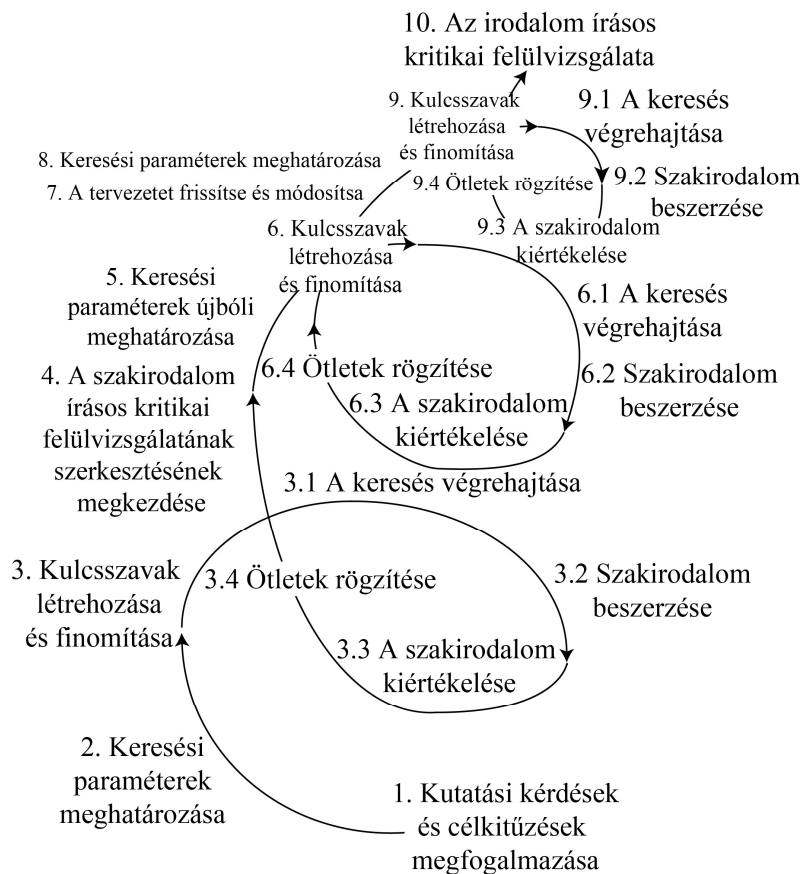 10. Az irodalom írásos
kritikai felülvizsgálata
9. Kulcsszavak
létrehozása
és finomítása
9.1 A keresés
végrehajtása
8. Keresési paraméterek meghatározása
7. A tervezetet frissítse és módosítsa
9.4 Ötletek rögzítése
9.2 Szakirodalom
beszerzése
9.3 A szakirodalom
kiértékelése
6. Kulcsszavak
létrehozása
és finomítása
5. Keresési
paraméterek újbóli
meghatározása
6.1 A keresés
végrehajtása
4. A szakirodalom
írásos kritikai
felülvizsgálatának
szerkesztésének
megkezdése
6.4 Ötletek rögzítése
6.2 Szakirodalom
beszerzése
6.3 A szakirodalom
kiértékelése
3.1 A keresés végrehajtása
3. Kulcsszavak
létrehozása
és finomítása
3.4 Ötletek rögzítése
3.2 Szakirodalom
beszerzése
3.3 A szakirodalom
kiértékelése
2. Keresési
paraméterek
meghatározása
1. Kutatási kérdések
és célkitűzések
megfogalmazása